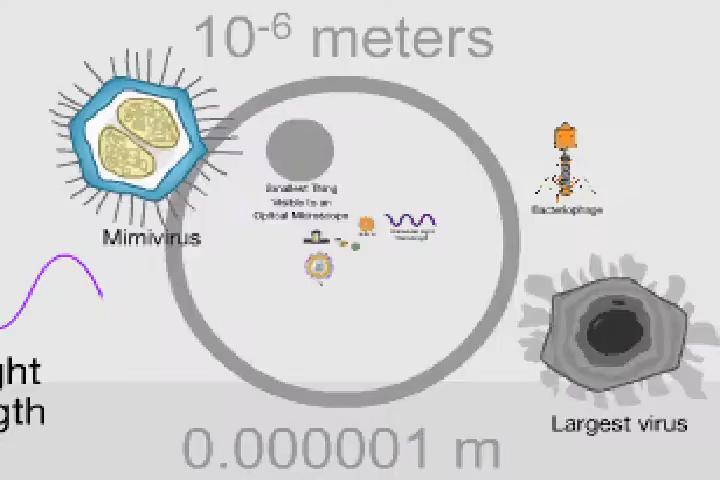 10⁻⁶ meters
Smallest Thing
Visible to an
Optical Microscope
Bacteriophage
Mimivirus
ght
gth
Largest virus
0.000001 m